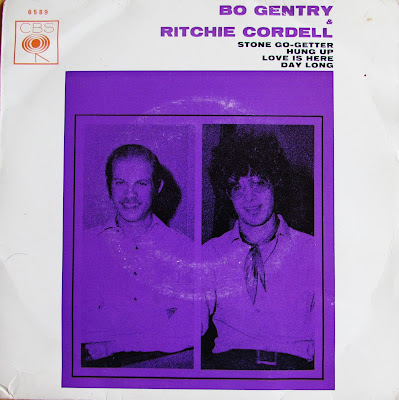 6589
CBS
BO GENTRY
&
RITCHIE CORDELL
STONE GO-GETTER
HUNG UP
LOVE IS HERE
DAY LONG